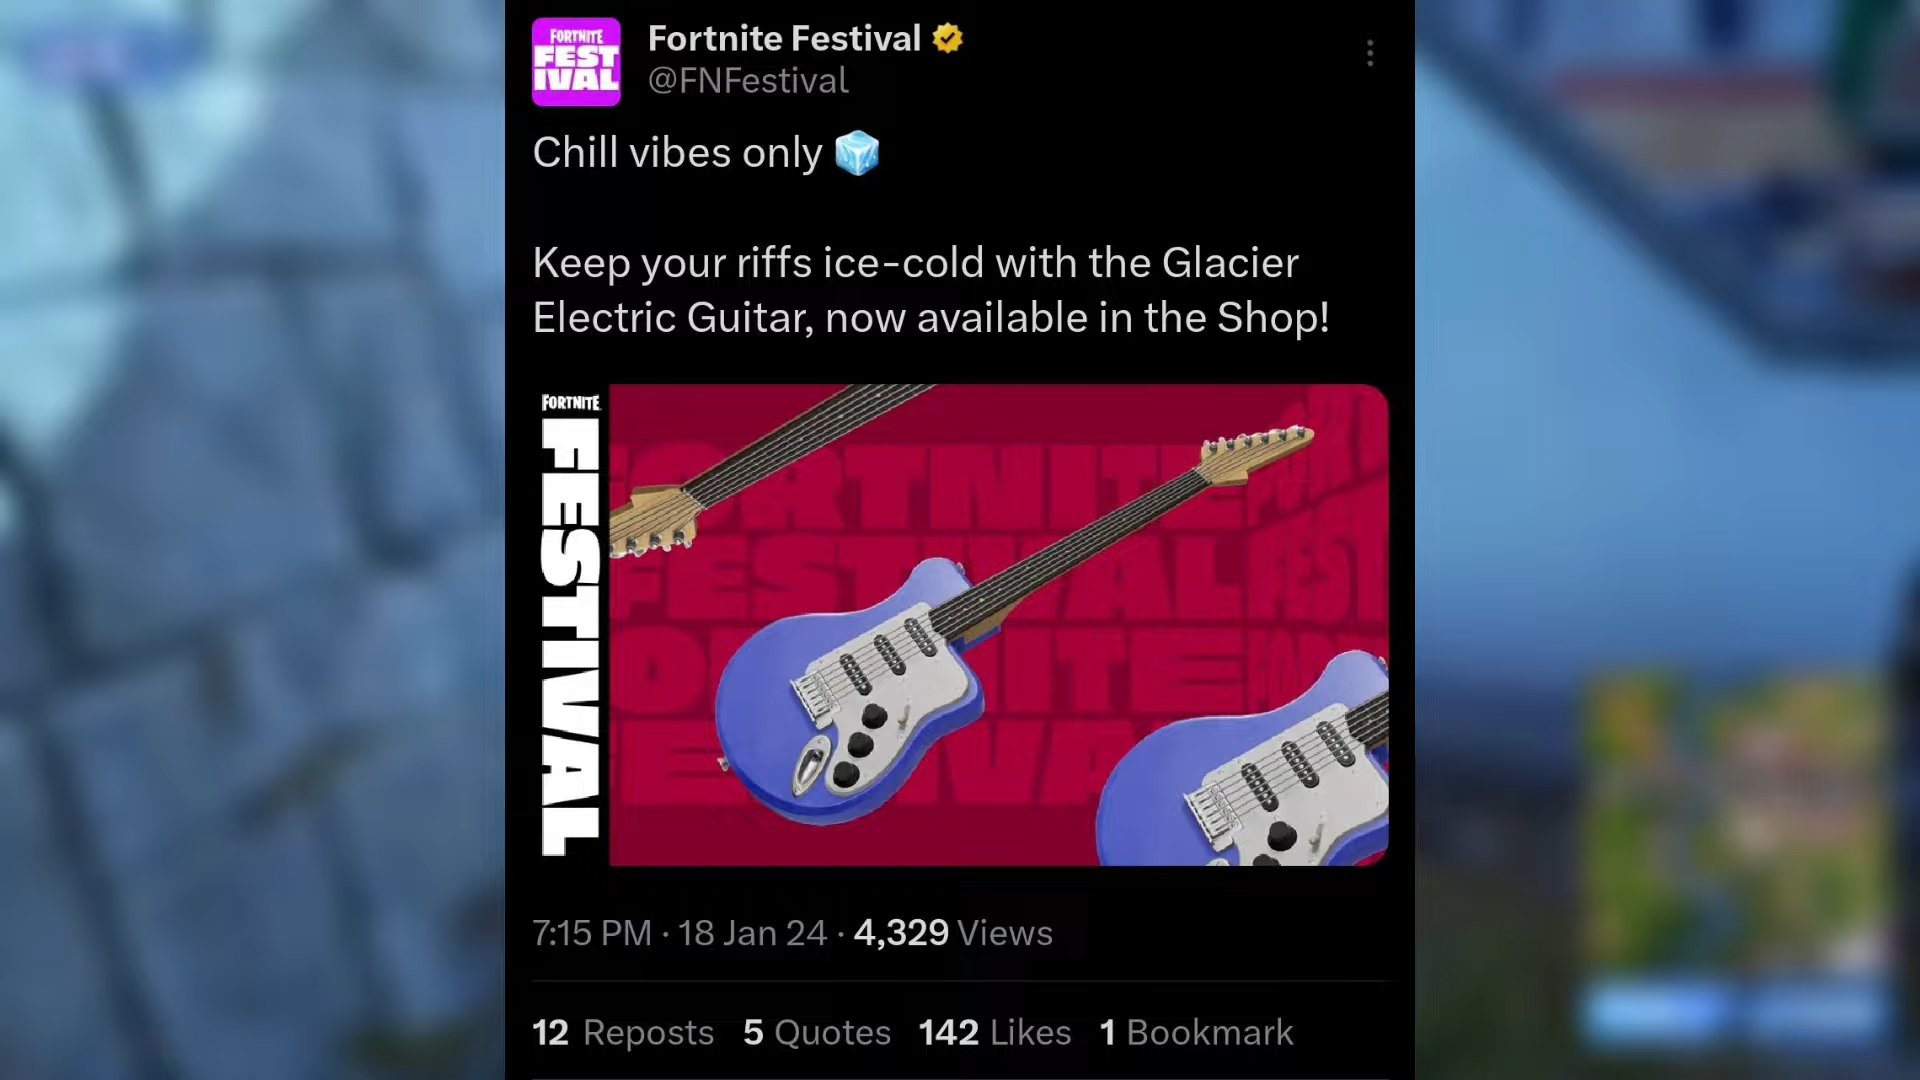 FORTNITE
FEST
IVAL
Fortnite Festival
@FNFestival
Chill vibes only
Keep your riffs ice-cold with the Glacier
Electric Guitar, now available in the Shop!
FORTNITE
FESTIVAL
FORTNITE
FESTIVAL
7:15 PM · 18 Jan 24 · 4,329 Views
12 Reposts 5 Quotes 142 Likes 1 Bookmark